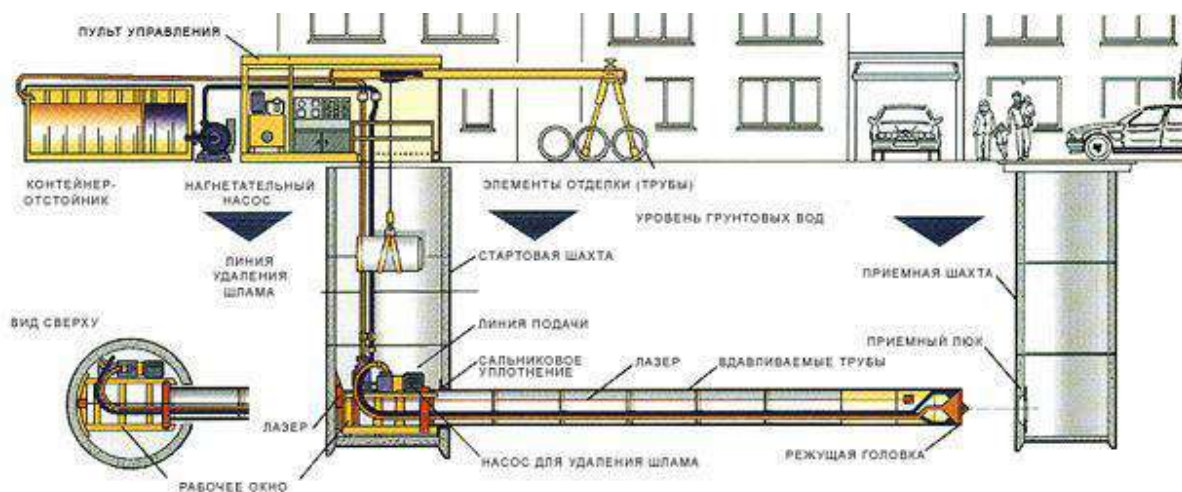 ПУЛЬТ УПРАВЛЕНИЯ
КОНТЕЙНЕР-
ОТСТОЙНИК
НАГНЕТАТЕЛЬНЫЙ
НАСОС
ЭЛЕМЕНТЫ ОТДЕЛКИ (ТРУБЫ)
УРОВЕНЬ ГРУНТОВЫХ ВОД
ЛИНИЯ
УДАЛЕНИЯ
ШЛАМА
СТАРТОВАЯ ШАХТА
ПРИЕМНАЯ ШАХТА
ВИД СВЕРХУ
ЛИНИЯ ПОДАЧИ
ПРИЕМНЫЙ ЛЮК
САЛЬНИКОВОЕ
УПЛОТНЕНИЕ
ЛАЗЕР
ВДАВЛИВАЕМЫЕ ТРУБЫ
ЛАЗЕР
НАСОС ДЛЯ УДАЛЕНИЯ ШЛАМА
РЕЖУЩАЯ ГОЛОВКА
РАБОЧЕЕ ОКНО